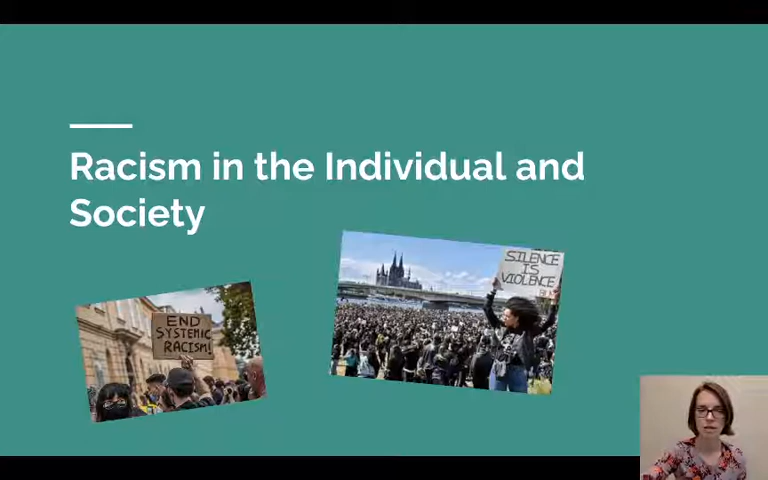 Racism in the Individual and
Society
SILENCE
IS
VIOLENCE
END
SYSTEMIC
RACISM!